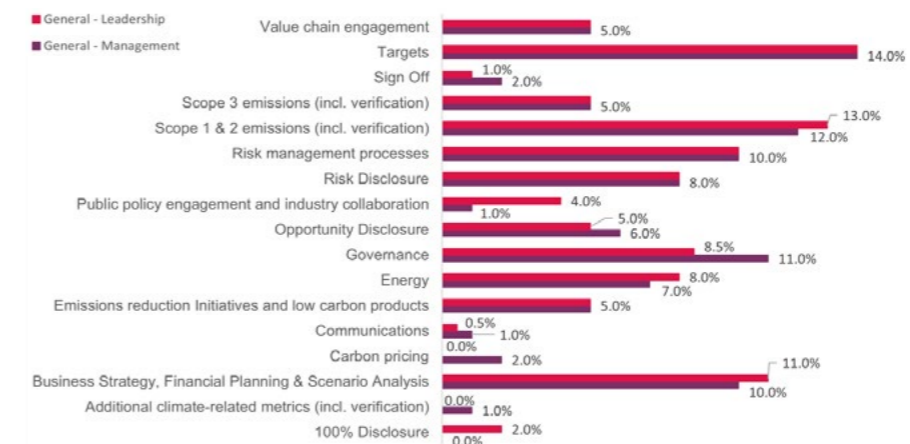 General - Leadership
General - Management
Value chain engagement
5.0%
Targets
14.0%
Sign Off
1.0%
2.0%
Scope 3 emissions (incl. verification)
5.0%
Scope 1 & 2 emissions (incl. verification)
13.0%
12.0%
Risk management processes
10.0%
Risk Disclosure
8.0%
Public policy engagement and industry collaboration
4.0%
1.0%
Opportunity Disclosure
5.0%
6.0%
Governance
8.5%
11.0%
Energy
8.0%
7.0%
Emissions reduction Initiatives and low carbon products
5.0%
Communications
0.5%
1.0%
Carbon pricing
0.0%
2.0%
Business Strategy, Financial Planning & Scenario Analysis
11.0%
10.0%
Additional climate-related metrics (incl. verification)
0.0%
1.0%
100% Disclosure
2.0%
0.0%